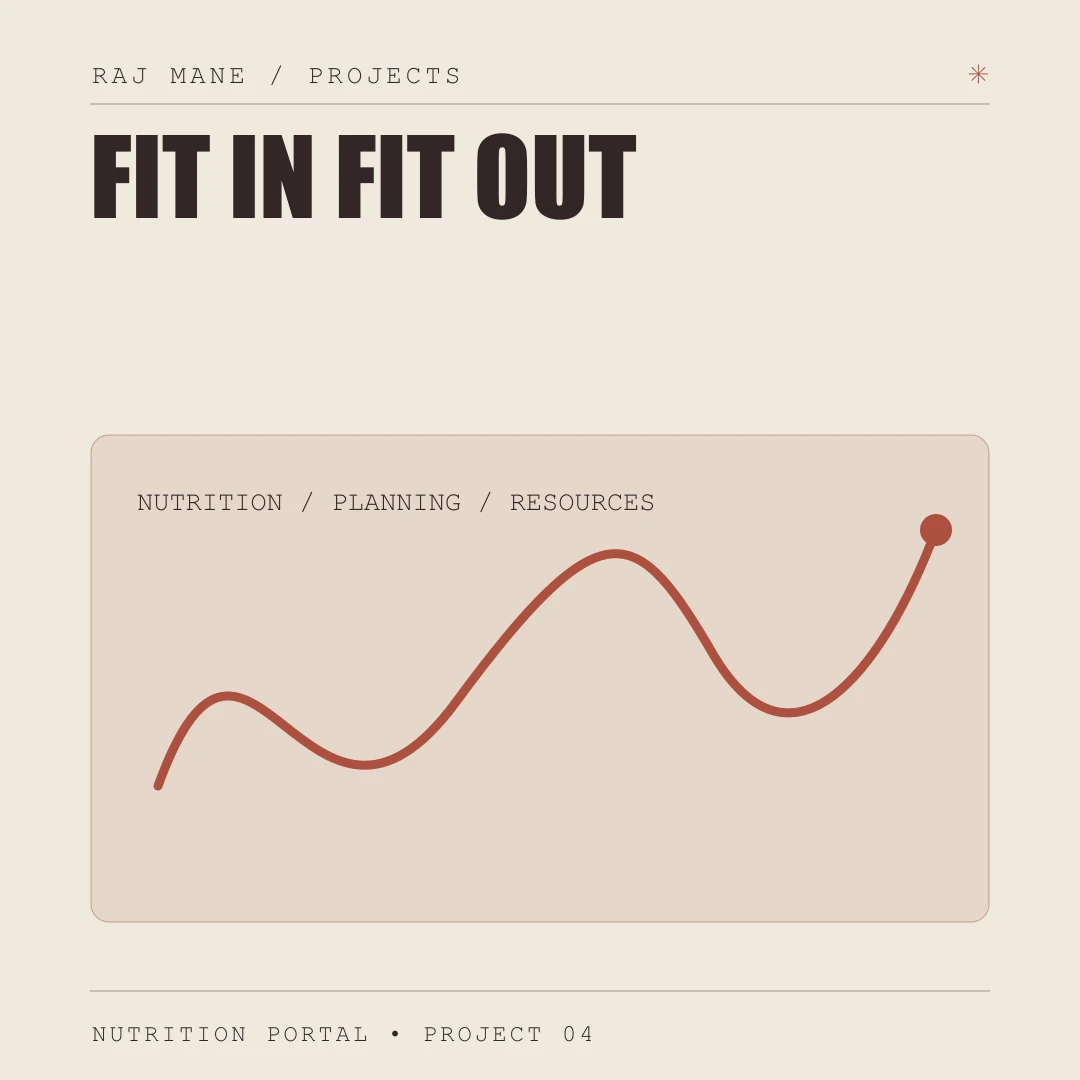 RAJ MANE / PROJECTS
FIT IN FIT OUT
NUTRITION / PLANNING / RESOURCES
NUTRITION PORTAL • PROJECT 04